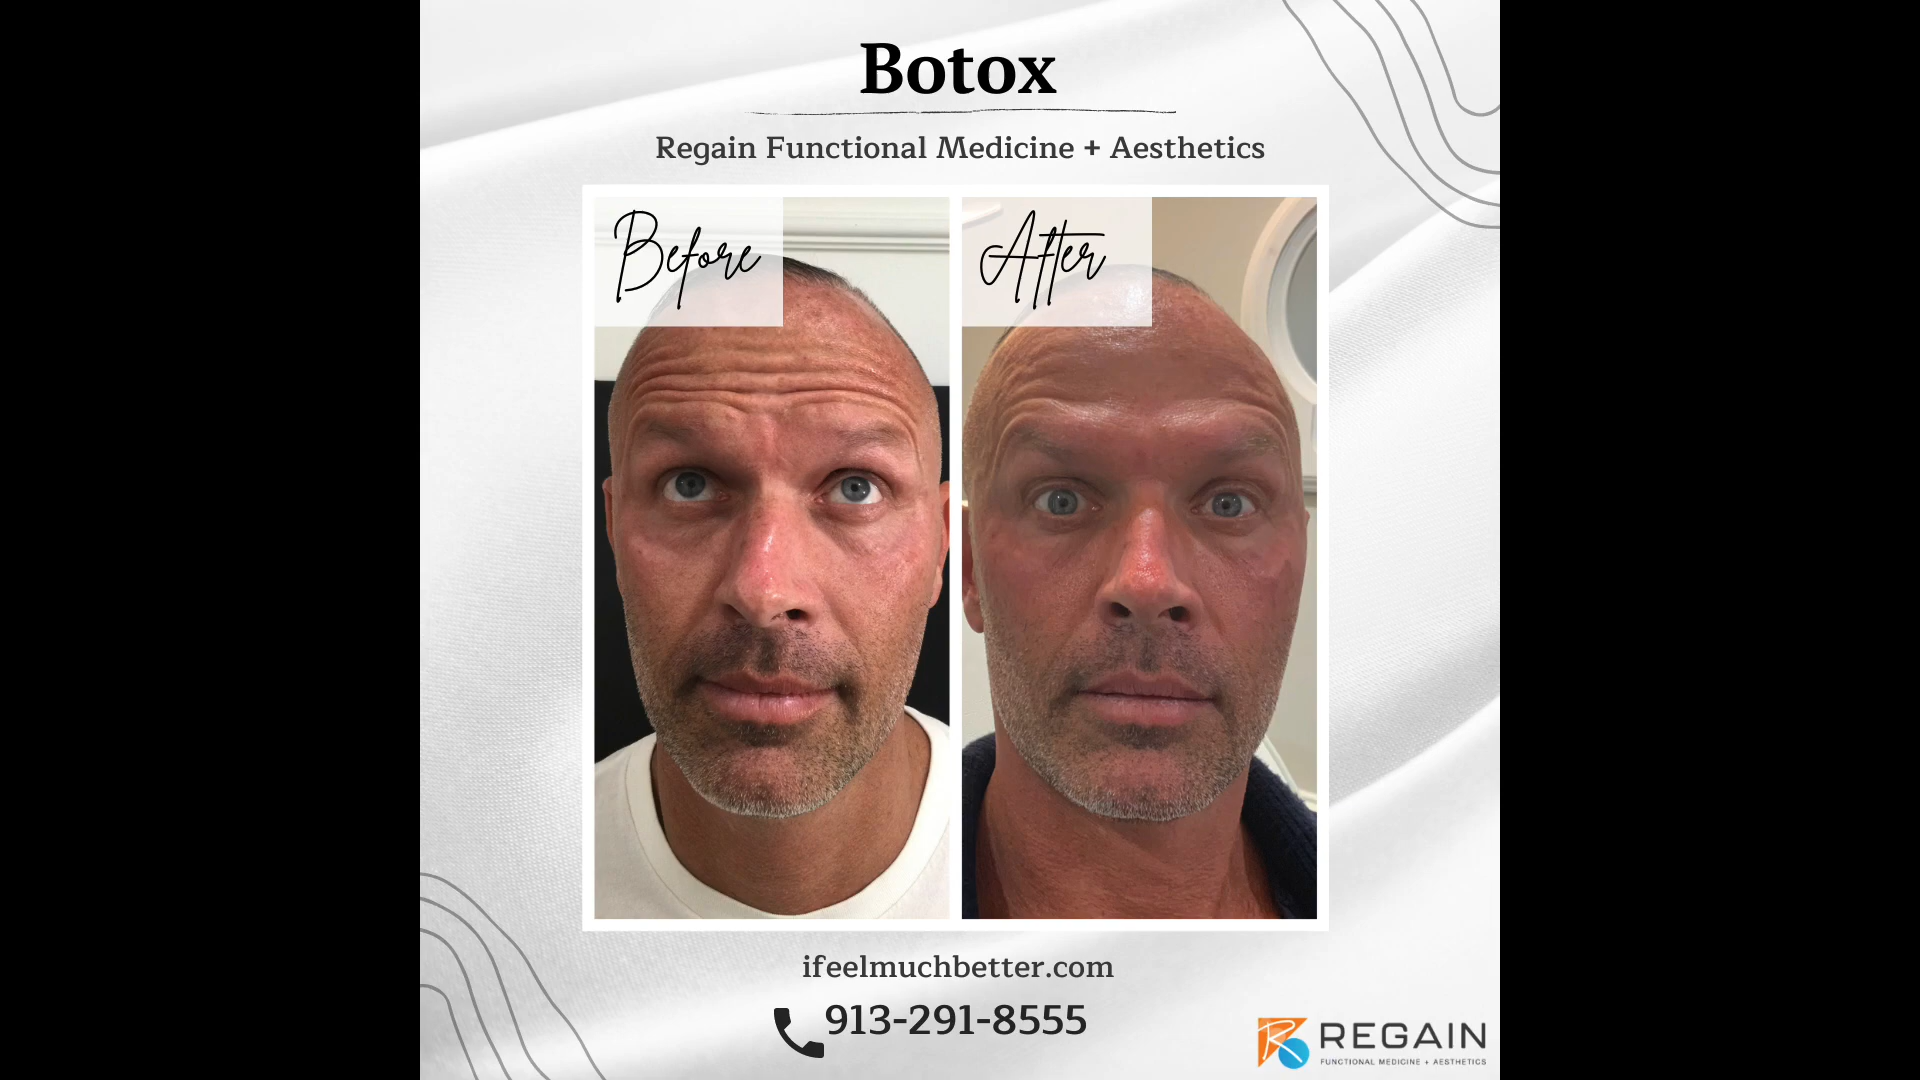 Botox
Regain Functional Medicine + Aesthetics
Before
After
ifeelmuchbetter.com
913-291-8555
REGAIN
FUNCTIONAL MEDICINE + AESTHETICS